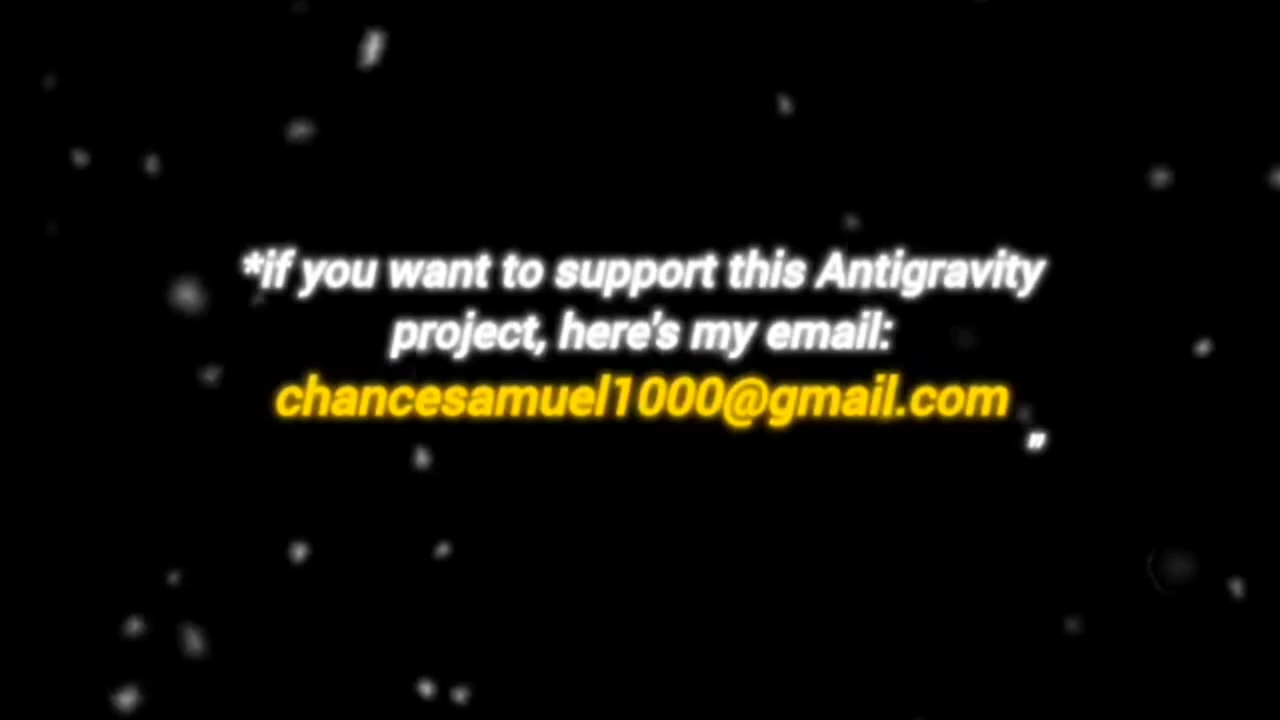 *if you want to support this Antigravity
project, here's my email:
chancesamuel1000@gmail.com
"